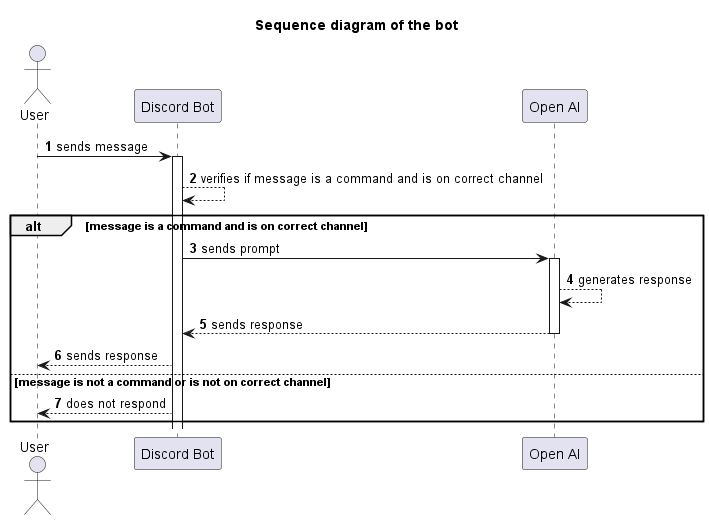 Sequence diagram of the bot
User
Discord Bot
Open AI
1 sends message
2 verifies if message is a command and is on correct channel
alt [message is a command and is on correct channel]
3 sends prompt
4 generates response
5 sends response
6 sends response
[message is not a command or is not on correct channel]
7 does not respond
User
Discord Bot
Open AI